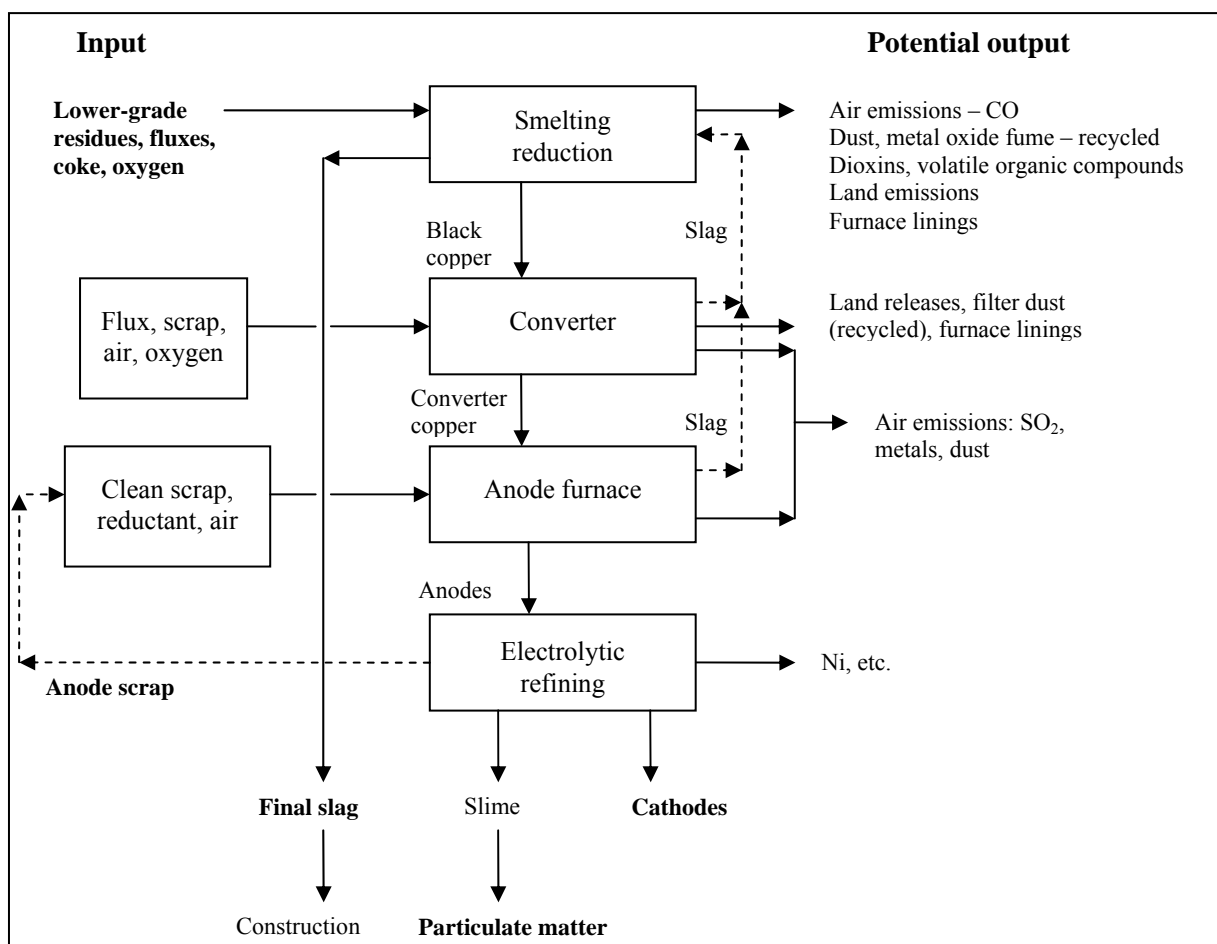 Input
Potential output
Lower-grade
residues, fluxes,
coke, oxygen
Smelting
reduction
Air emissions – CO
Dust, metal oxide fume – recycled
Dioxins, volatile organic compounds
Land emissions
Furnace linings
Black
copper
Slag
Flux, scrap,
air, oxygen
Converter
Land releases, filter dust
(recycled), furnace linings
Converter
copper
Slag
Air emissions: SO₂,
metals, dust
Clean scrap,
reductant, air
Anode furnace
Anodes
Electrolytic
refining
Ni, etc.
Anode scrap
Final slag
Slime
Cathodes
Construction
Particulate matter